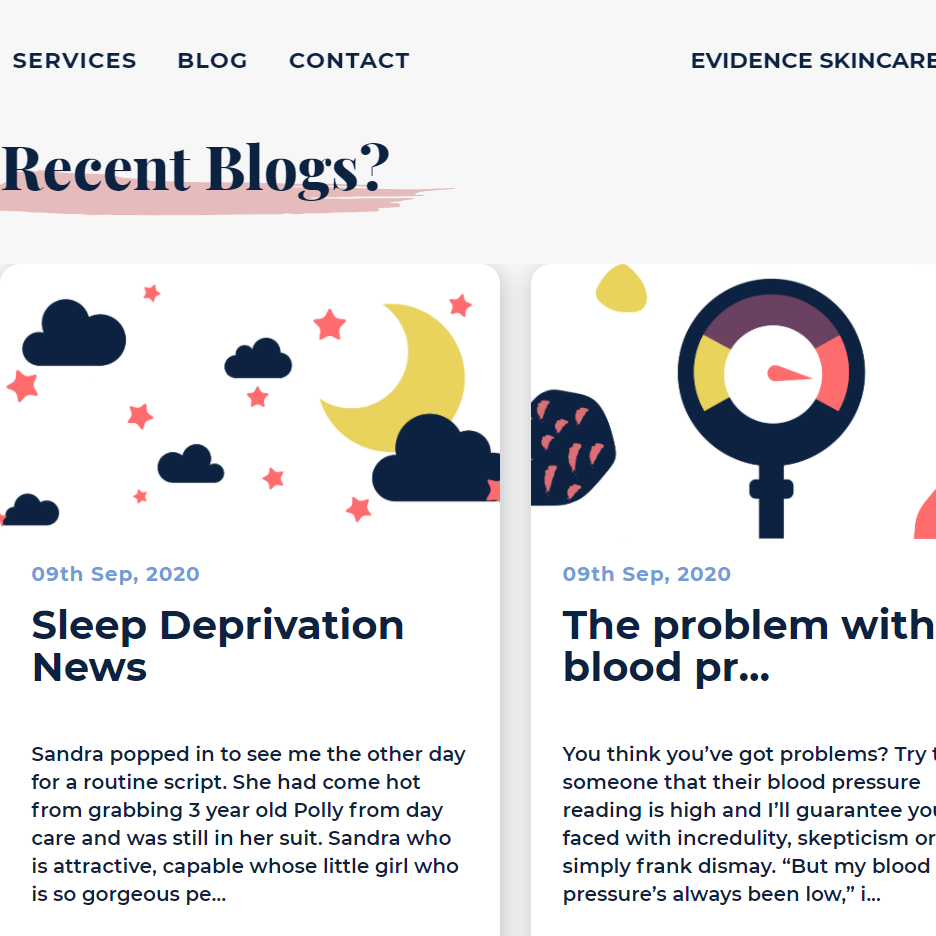 SERVICES BLOG CONTACT EVIDENCE SKINCARE
Recent Blogs?
09th Sep, 2020
Sleep Deprivation
News
Sandra popped in to see me the other day
for a routine script. She had come hot
from grabbing 3 year old Polly from day
care and was still in her suit. Sandra who
is attractive, capable whose little girl who
is so gorgeous pe...
09th Sep, 2020
The problem with
blood pr...
You think you’ve got problems? Try
someone that their blood pressure
reading is high and I’ll guarantee
faced with incredulity, skepticism or
simply frank dismay. “But my blood
pressure’s always been low,” i...